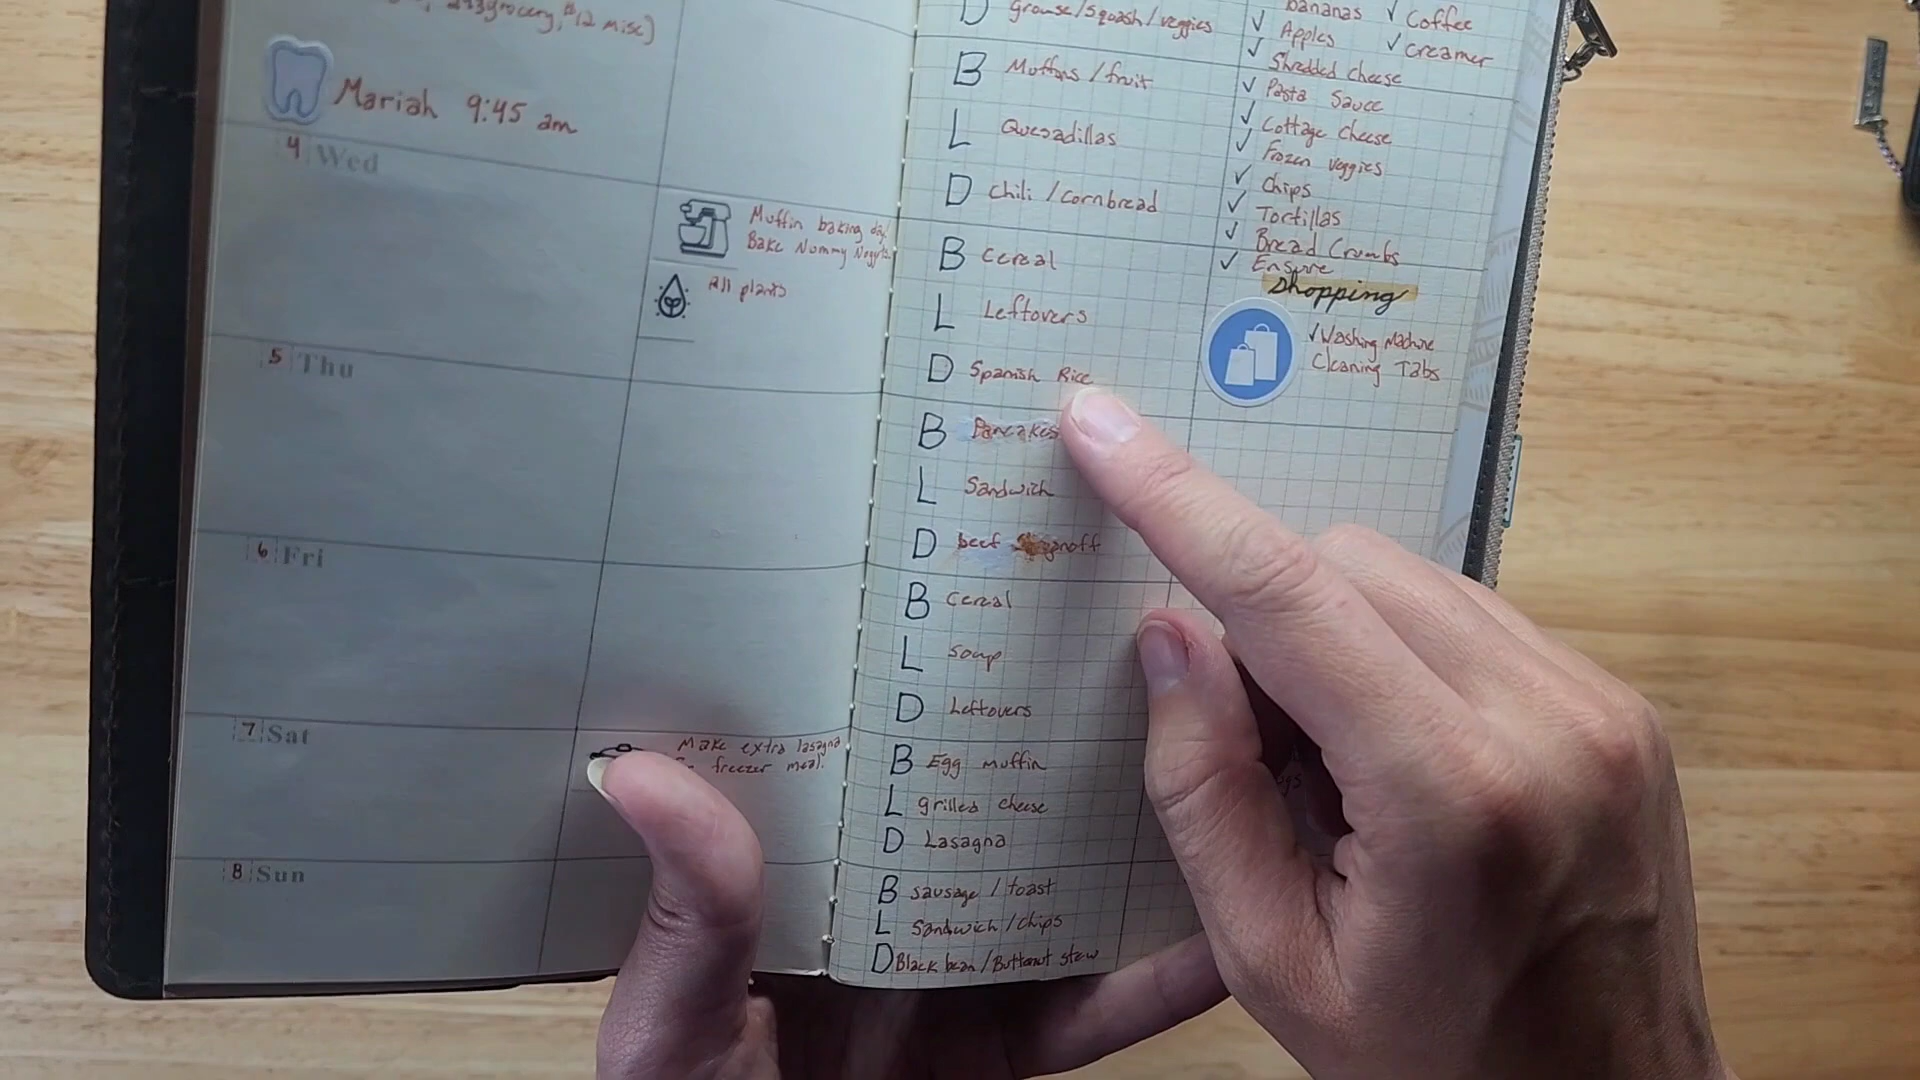 grocery, $12 misc)
Mariah 9:45 am
4 Wed
Muffin baking day.
Bake Nommy
All plants
5 Thu
6 Fri
7 Sat
Make extra lasagna
freezer meal.
8 Sun
D Grouse/Squash/veggies
B Muffins/fruit
L Quesadillas
D Chili/Cornbread
B Cereal
L Leftovers
D Spanish Rice
B Pancakes
L Sandwich
D beef
B Cereal
L Soup
D Leftovers
B Egg muffin
L grilled cheese
D Lasagna
B sausage / toast
L Sandwich/chips
D Black bean/Butternut stew
bananas
✓ Apples
✓ Shredded cheese
✓ Pasta Sauce
✓ Cottage Cheese
✓ Frozen veggies
✓ Chips
✓ Tortillas
✓ Bread Crumbs
✓ Ensure
✓ Coffee
✓ Creamer
Shopping
✓ Washing Machine
Cleaning Tabs